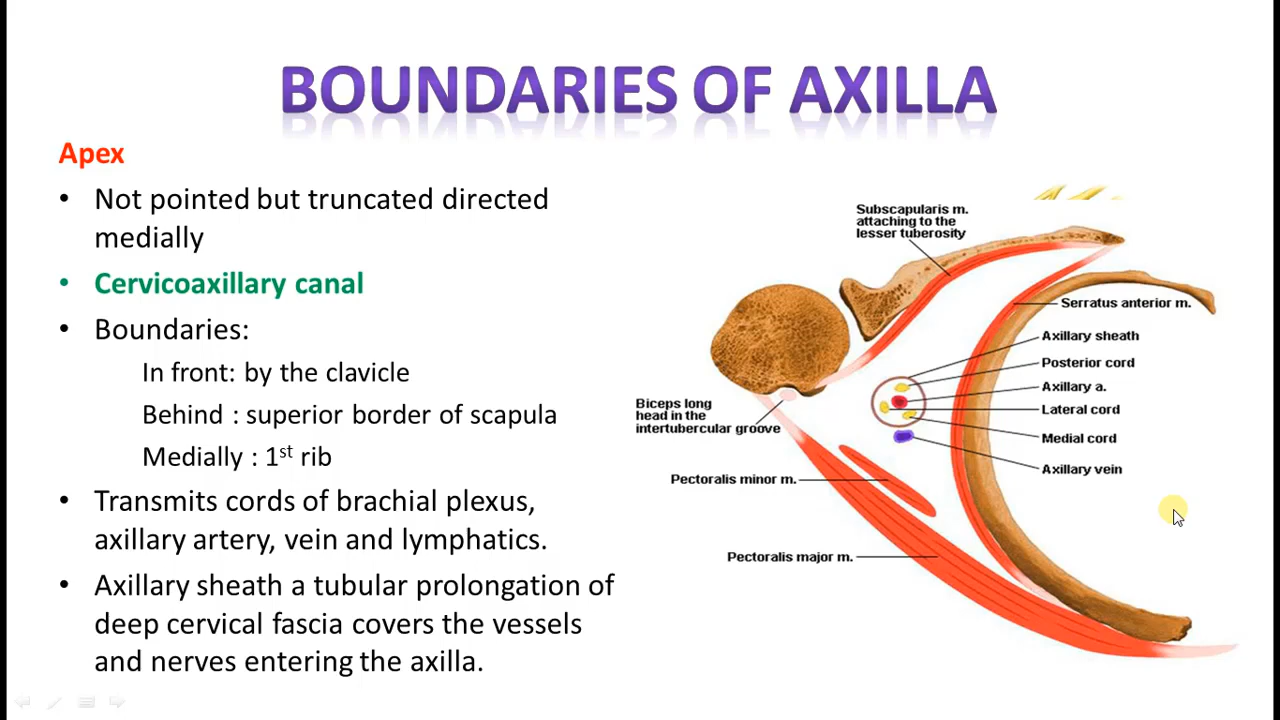 BOUNDARIES OF AXILLA
Apex
• Not pointed but truncated directed
medially
• Cervicoaxillary canal
• Boundaries:
In front: by the clavicle
Behind : superior border of scapula
Medially : 1st rib
• Transmits cords of brachial plexus,
axillary artery, vein and lymphatics.
• Axillary sheath a tubular prolongation of
deep cervical fascia covers the vessels
and nerves entering the axilla.
Subscapularis m.
attaching to the
lesser tuberosity
Serratus anterior m.
Axillary sheath
Posterior cord
Axillary a.
Lateral cord
Medial cord
Axillary vein
Biceps long
head in the
intertubercular groove
Pectoralis minor m.
Pectoralis major m.